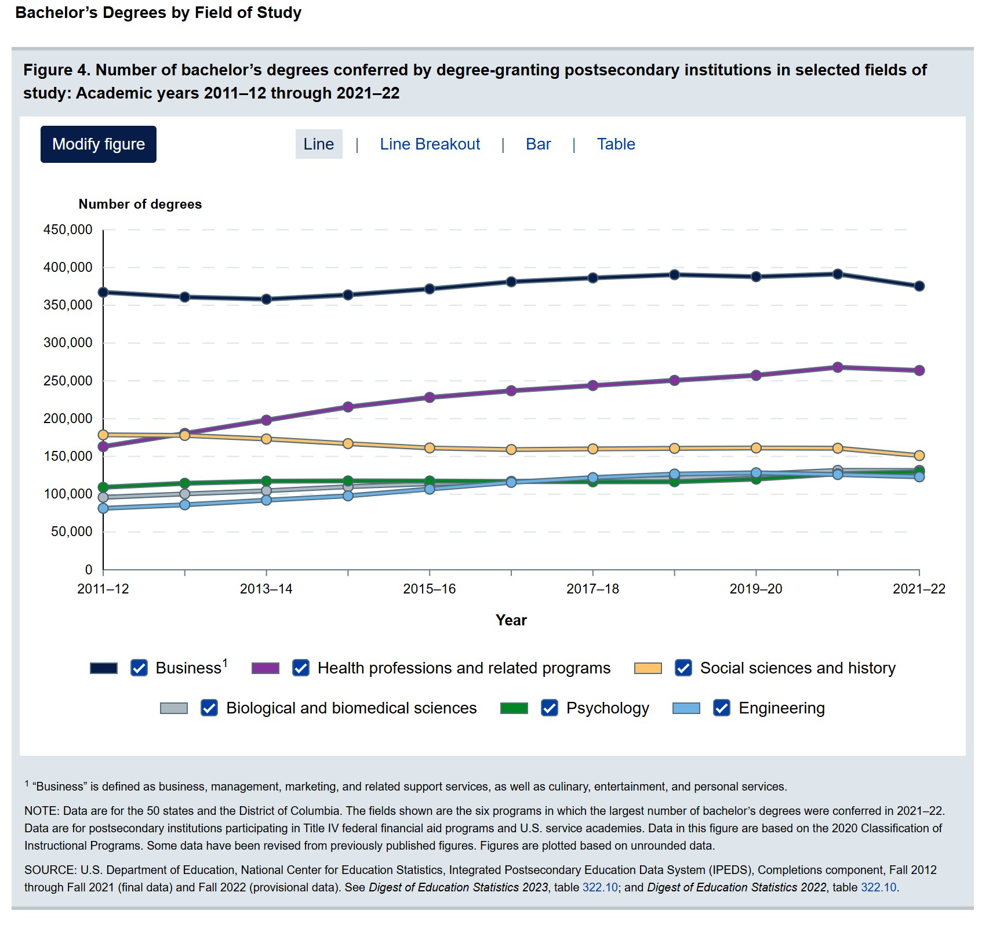 Bachelor’s Degrees by Field of Study
Figure 4. Number of bachelor’s degrees conferred by degree-granting postsecondary institutions in selected fields of
study: Academic years 2011–12 through 2021–22
Modify figure
Line | Line Breakout | Bar | Table
Number of degrees
450,000
400,000
350,000
300,000
250,000
200,000
150,000
100,000
50,000
0
2011–12 2013–14 2015–16 2017–18 2019–20 2021–22
Year
Business1 Health professions and related programs Social sciences and history
Biological and biomedical sciences Psychology Engineering
1 “Business” is defined as business, management, marketing, and related support services, as well as culinary, entertainment, and personal services.
NOTE: Data are for the 50 states and the District of Columbia. The fields shown are the six programs in which the largest number of bachelor’s degrees were conferred in 2021–22.
Data are for postsecondary institutions participating in Title IV federal financial aid programs and U.S. service academies. Data in this figure are based on the 2020 Classification of
Instructional Programs. Some data have been revised from previously published figures. Figures are plotted based on unrounded data.
SOURCE: U.S. Department of Education, National Center for Education Statistics, Integrated Postsecondary Education Data System (IPEDS), Completions component, Fall 2012
through Fall 2021 (final data) and Fall 2022 (provisional data). See Digest of Education Statistics 2023, table 322.10; and Digest of Education Statistics 2022, table 322.10.